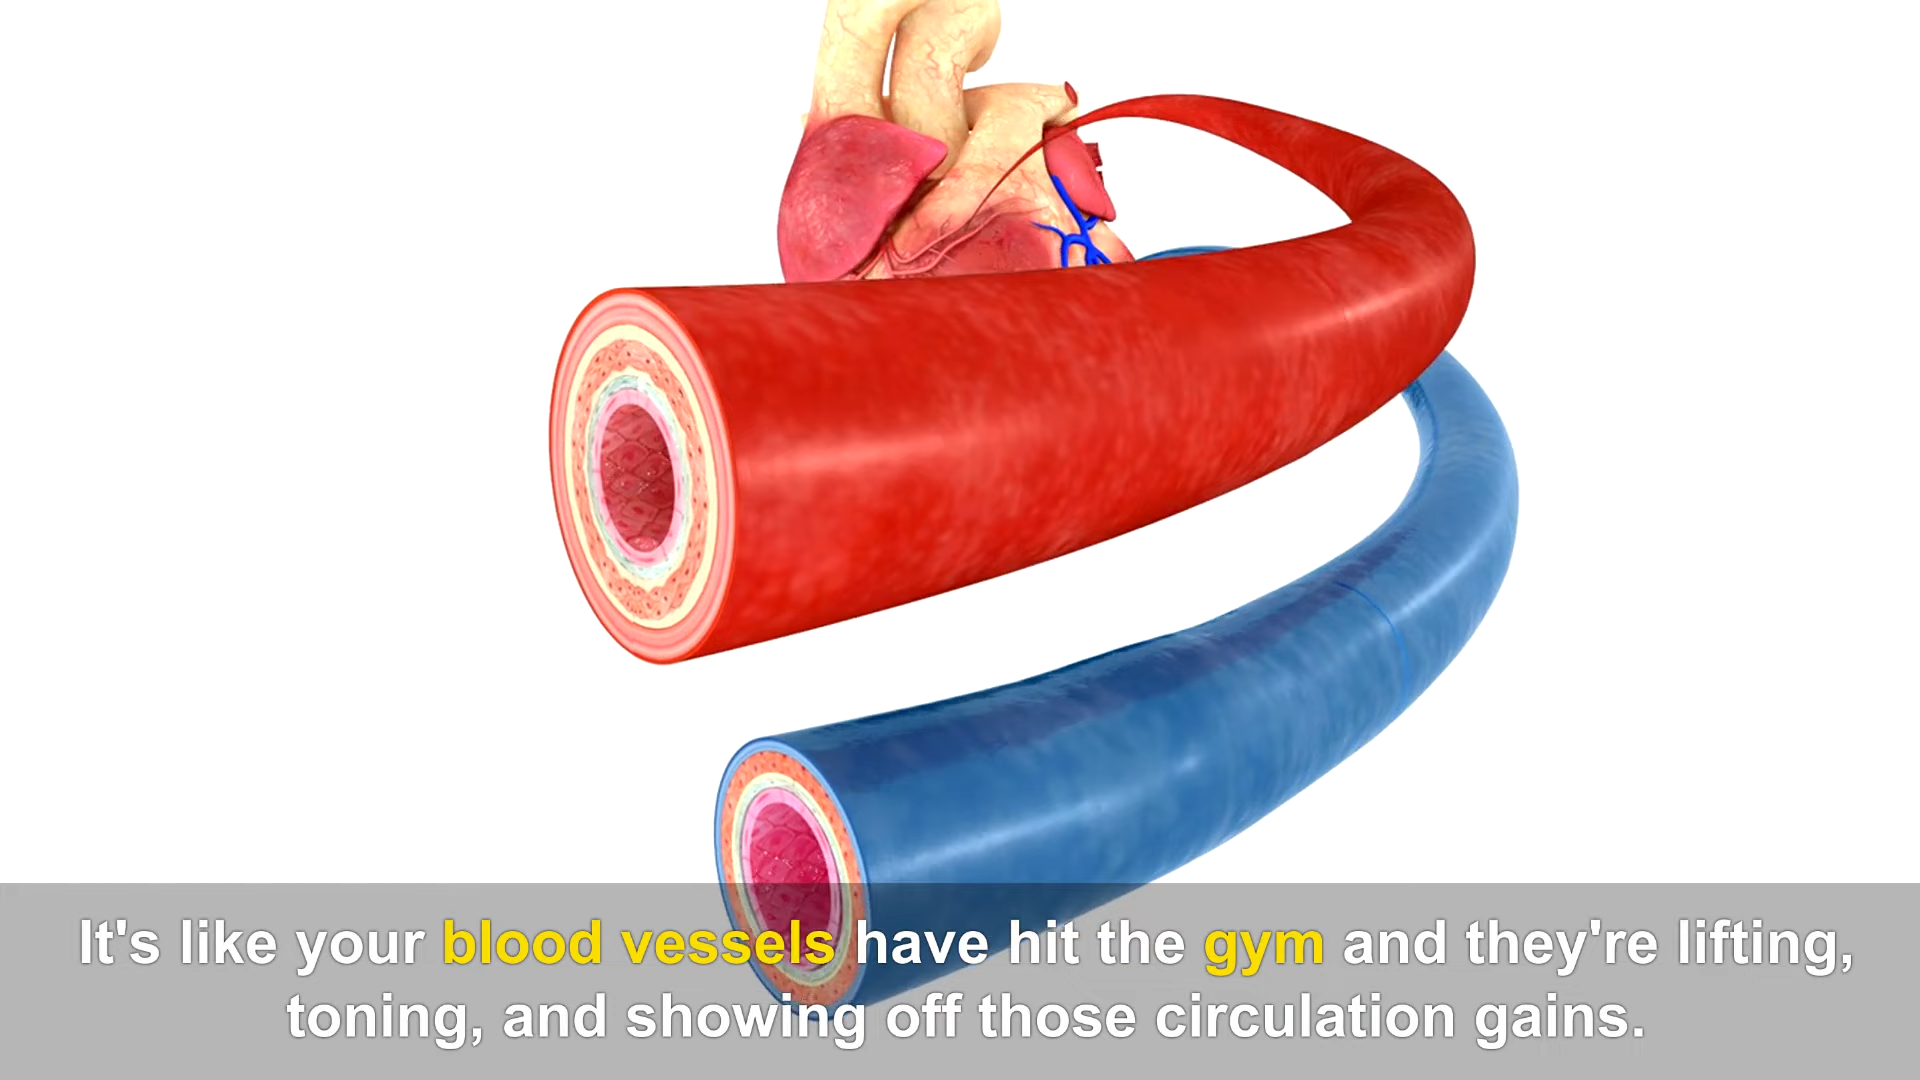 It's like your blood vessels have hit the gym and they're lifting,
toning, and showing off those circulation gains.